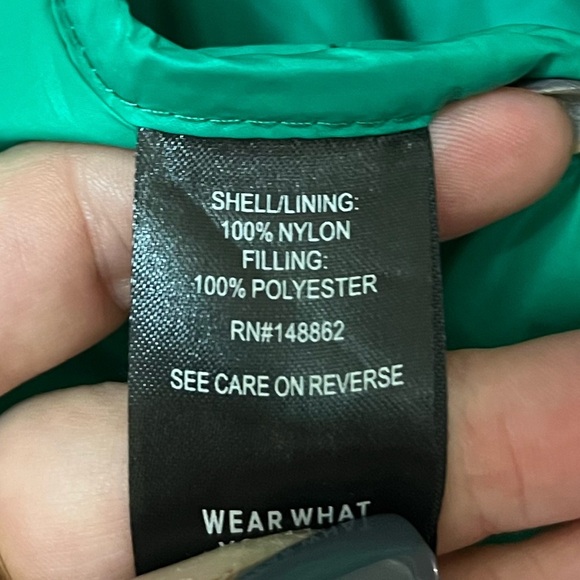 SHELL/LINING:
100% NYLON
FILLING:
100% POLYESTER
RN#148862
SEE CARE ON REVERSE
WEAR WHAT